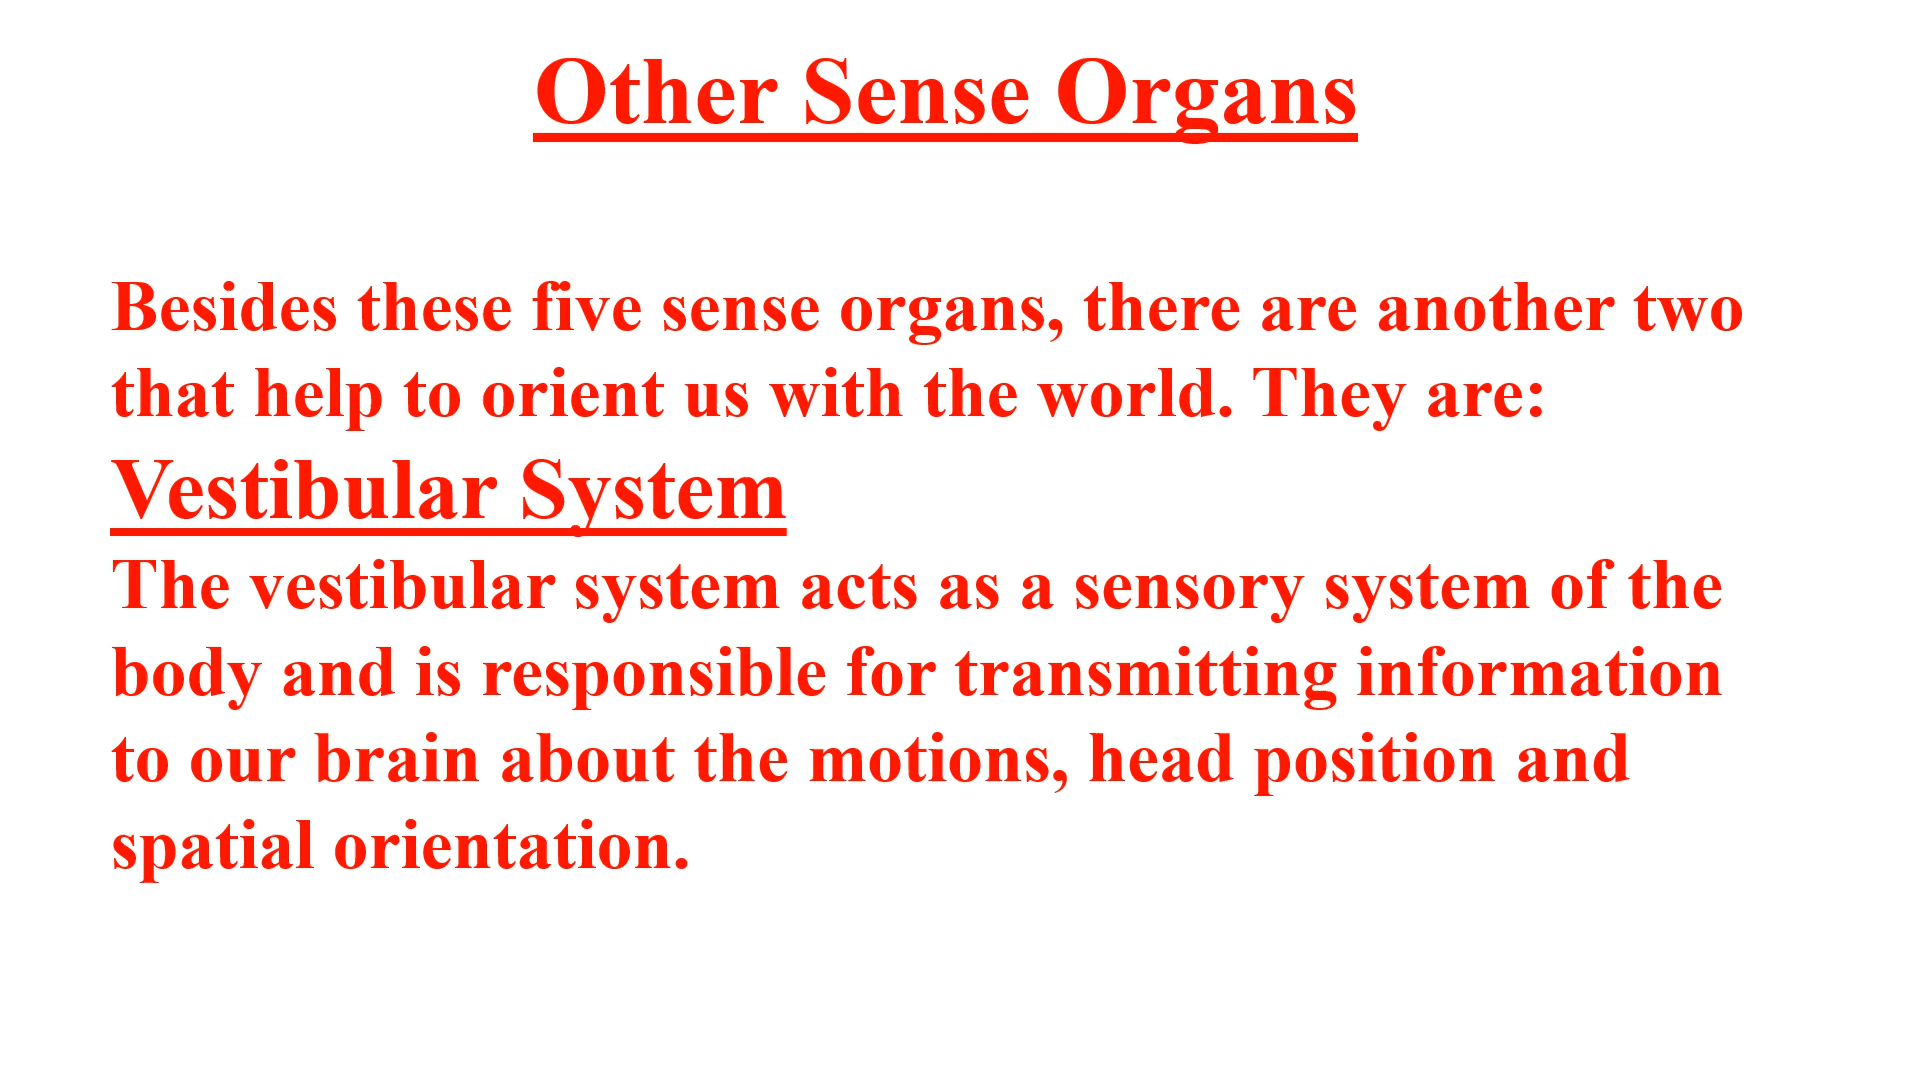 Other Sense Organs
Besides these five sense organs, there are another two
that help to orient us with the world. They are:
Vestibular System
The vestibular system acts as a sensory system of the
body and is responsible for transmitting information
to our brain about the motions, head position and
spatial orientation.